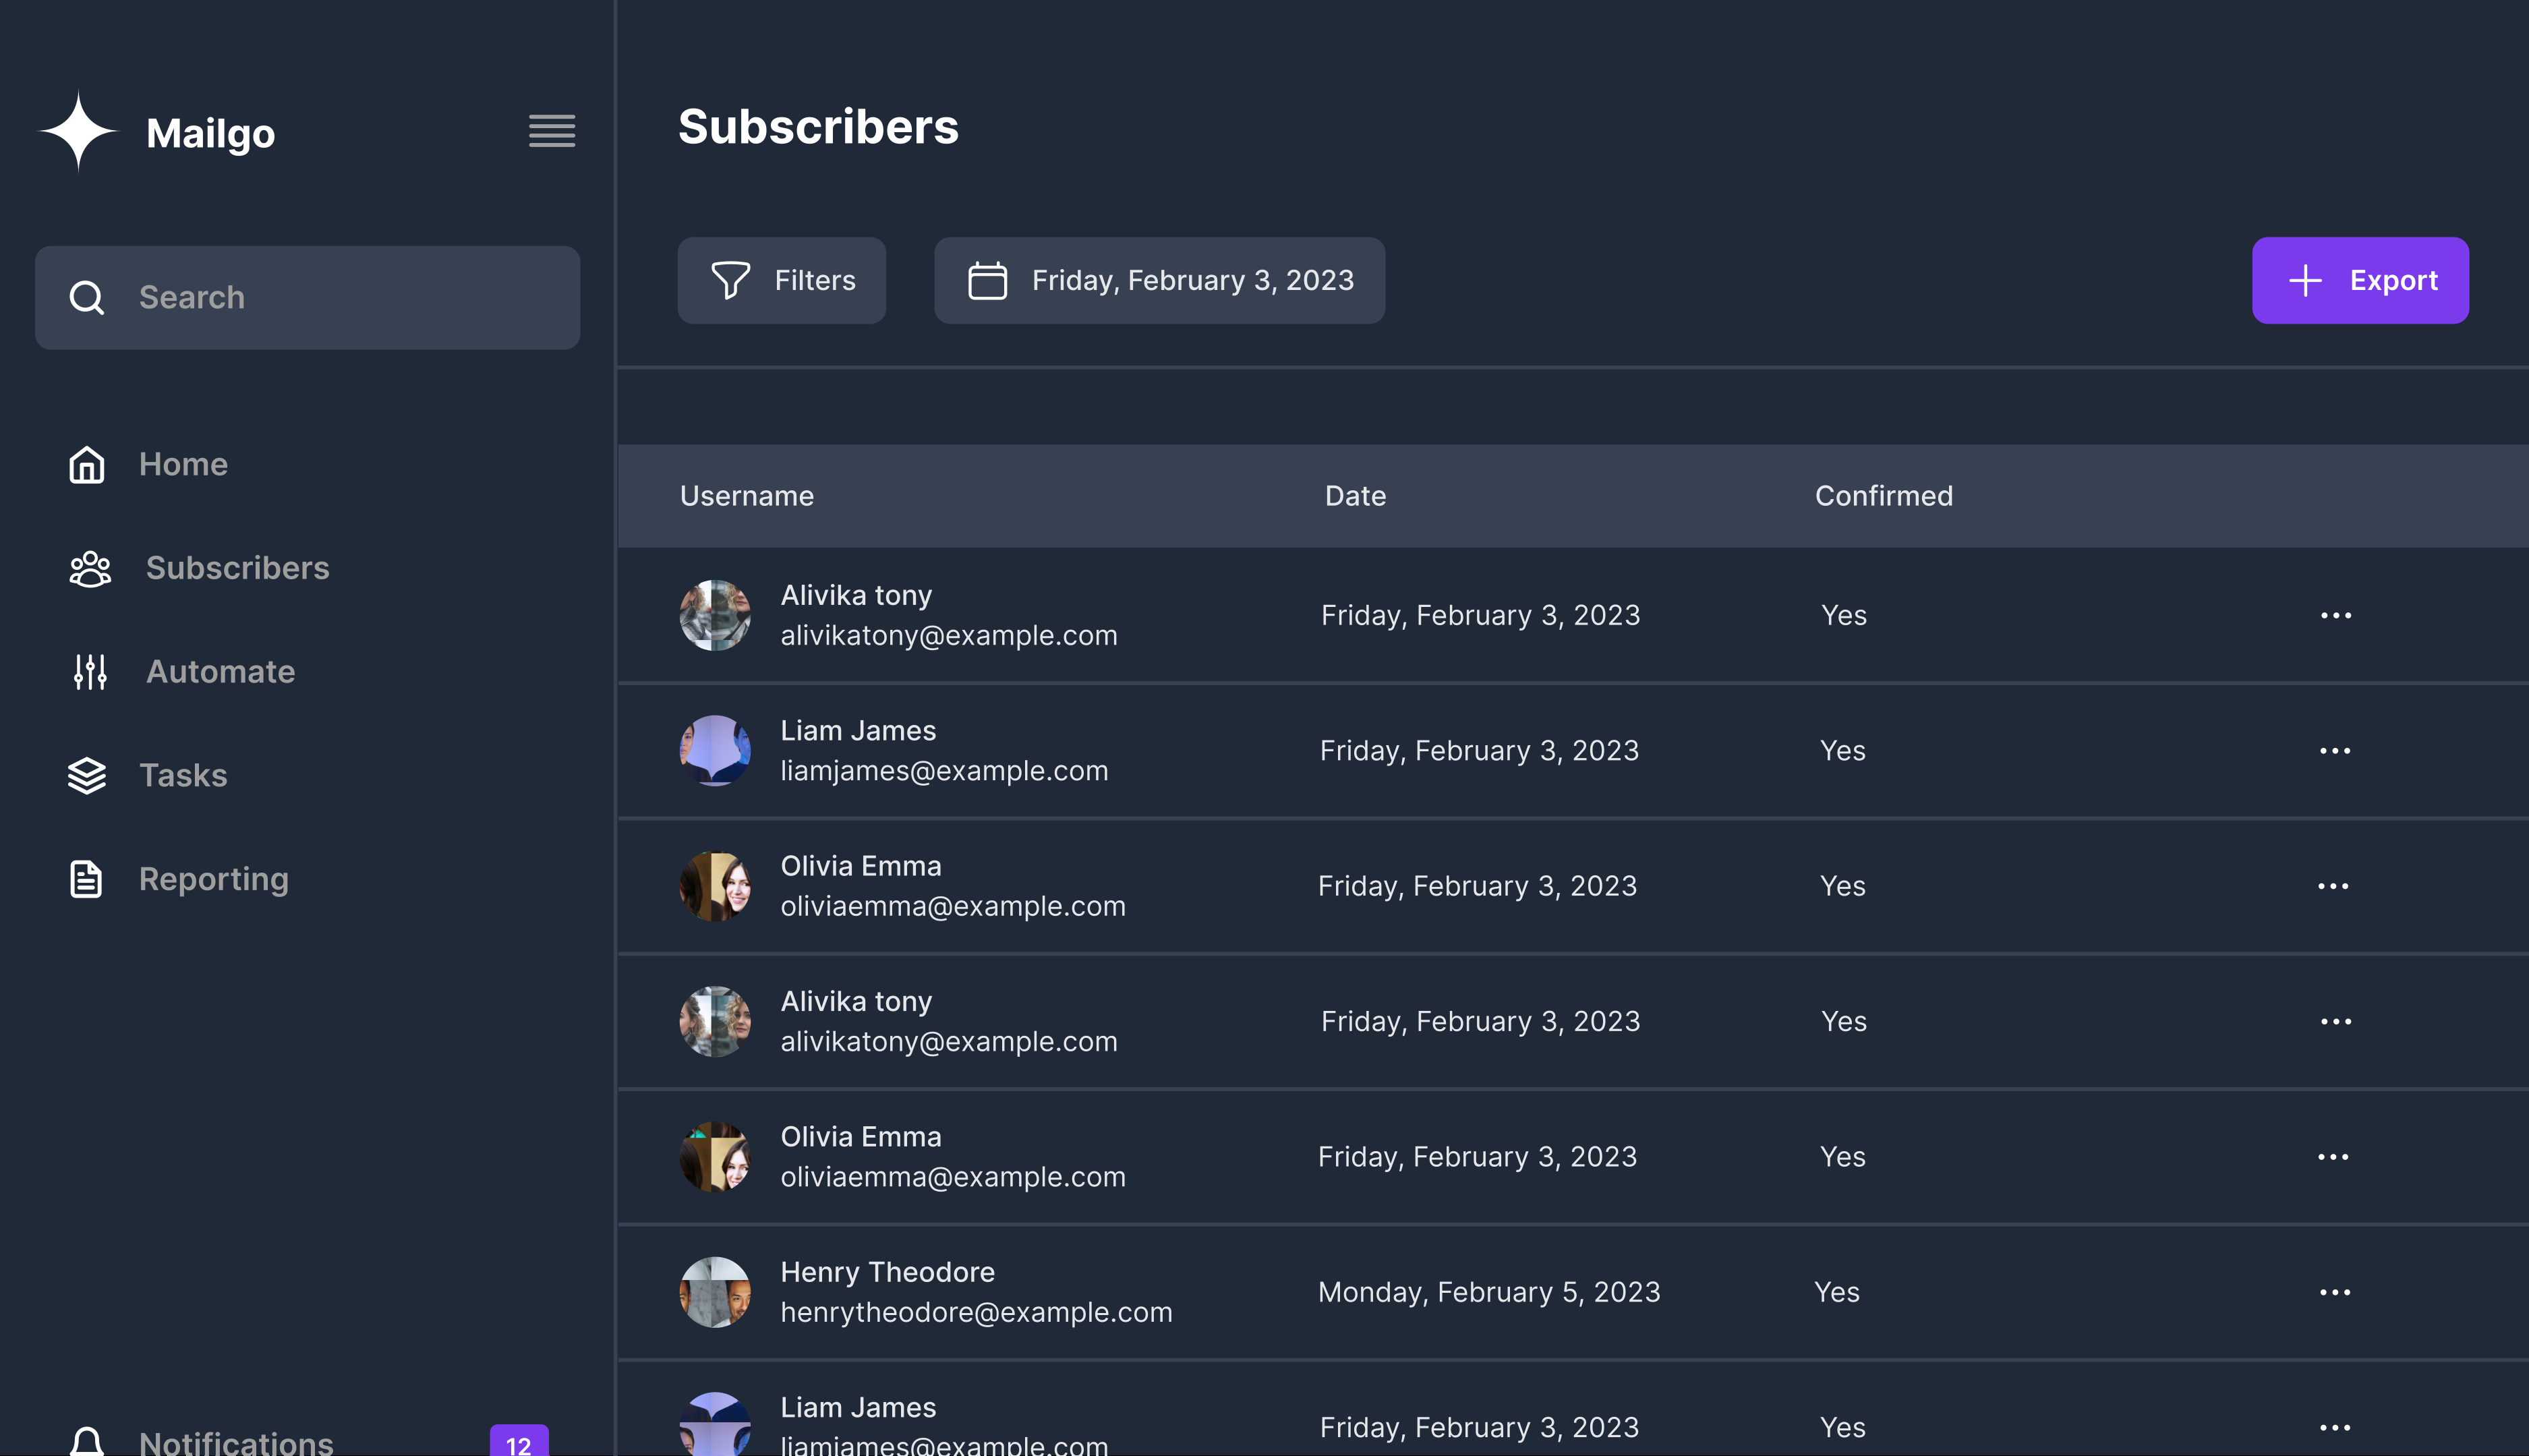 Mailgo
Search
Home
Subscribers
Automate
Tasks
Reporting
Notifications
12
Subscribers
Filters
Friday, February 3, 2023
Export
Username Date Confirmed
Alivika tony
alivikatony@example.com
Friday, February 3, 2023 Yes
Liam James
liamjames@example.com
Friday, February 3, 2023 Yes
Olivia Emma
oliviaemma@example.com
Friday, February 3, 2023 Yes
Alivika tony
alivikatony@example.com
Friday, February 3, 2023 Yes
Olivia Emma
oliviaemma@example.com
Friday, February 3, 2023 Yes
Henry Theodore
henrytheodore@example.com
Monday, February 5, 2023 Yes
Liam James
liamjames@example.com
Friday, February 3, 2023 Yes